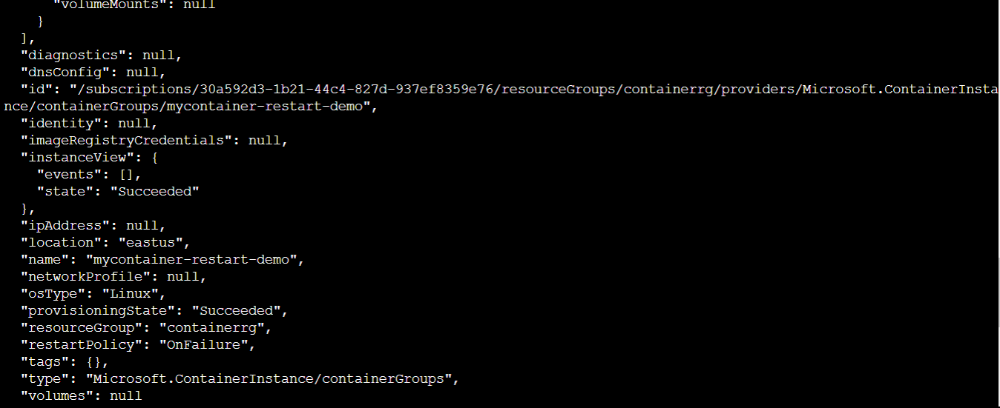 "volumeMounts": null
}
],
"diagnostics": null,
"dnsConfig": null,
"id": "/subscriptions/30a592d3-1b21-44c4-827d-937ef8359e76/resourceGroups/containerrg/providers/Microsoft.ContainerInsta
nce/containerGroups/mycontainer-restart-demo",
"identity": null,
"imageRegistryCredentials": null,
"instanceView": {
"events": [],
"state": "Succeeded"
},
"ipAddress": null,
"location": "eastus",
"name": "mycontainer-restart-demo",
"networkProfile": null,
"osType": "Linux",
"provisioningState": "Succeeded",
"resourceGroup": "containerrg",
"restartPolicy": "OnFailure",
"tags": {},
"type": "Microsoft.ContainerInstance/containerGroups",
"volumes": null